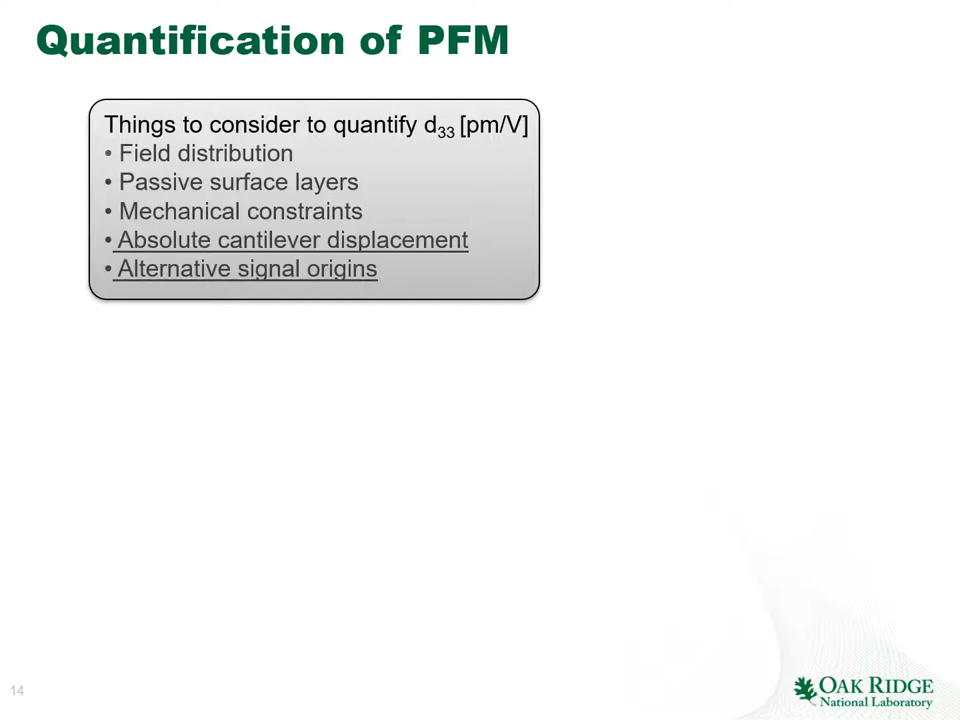 Quantification of PFM
Things to consider to quantify d33 [pm/V]
• Field distribution
• Passive surface layers
• Mechanical constraints
• Absolute cantilever displacement
• Alternative signal origins
14
OAK RIDGE
National Laboratory